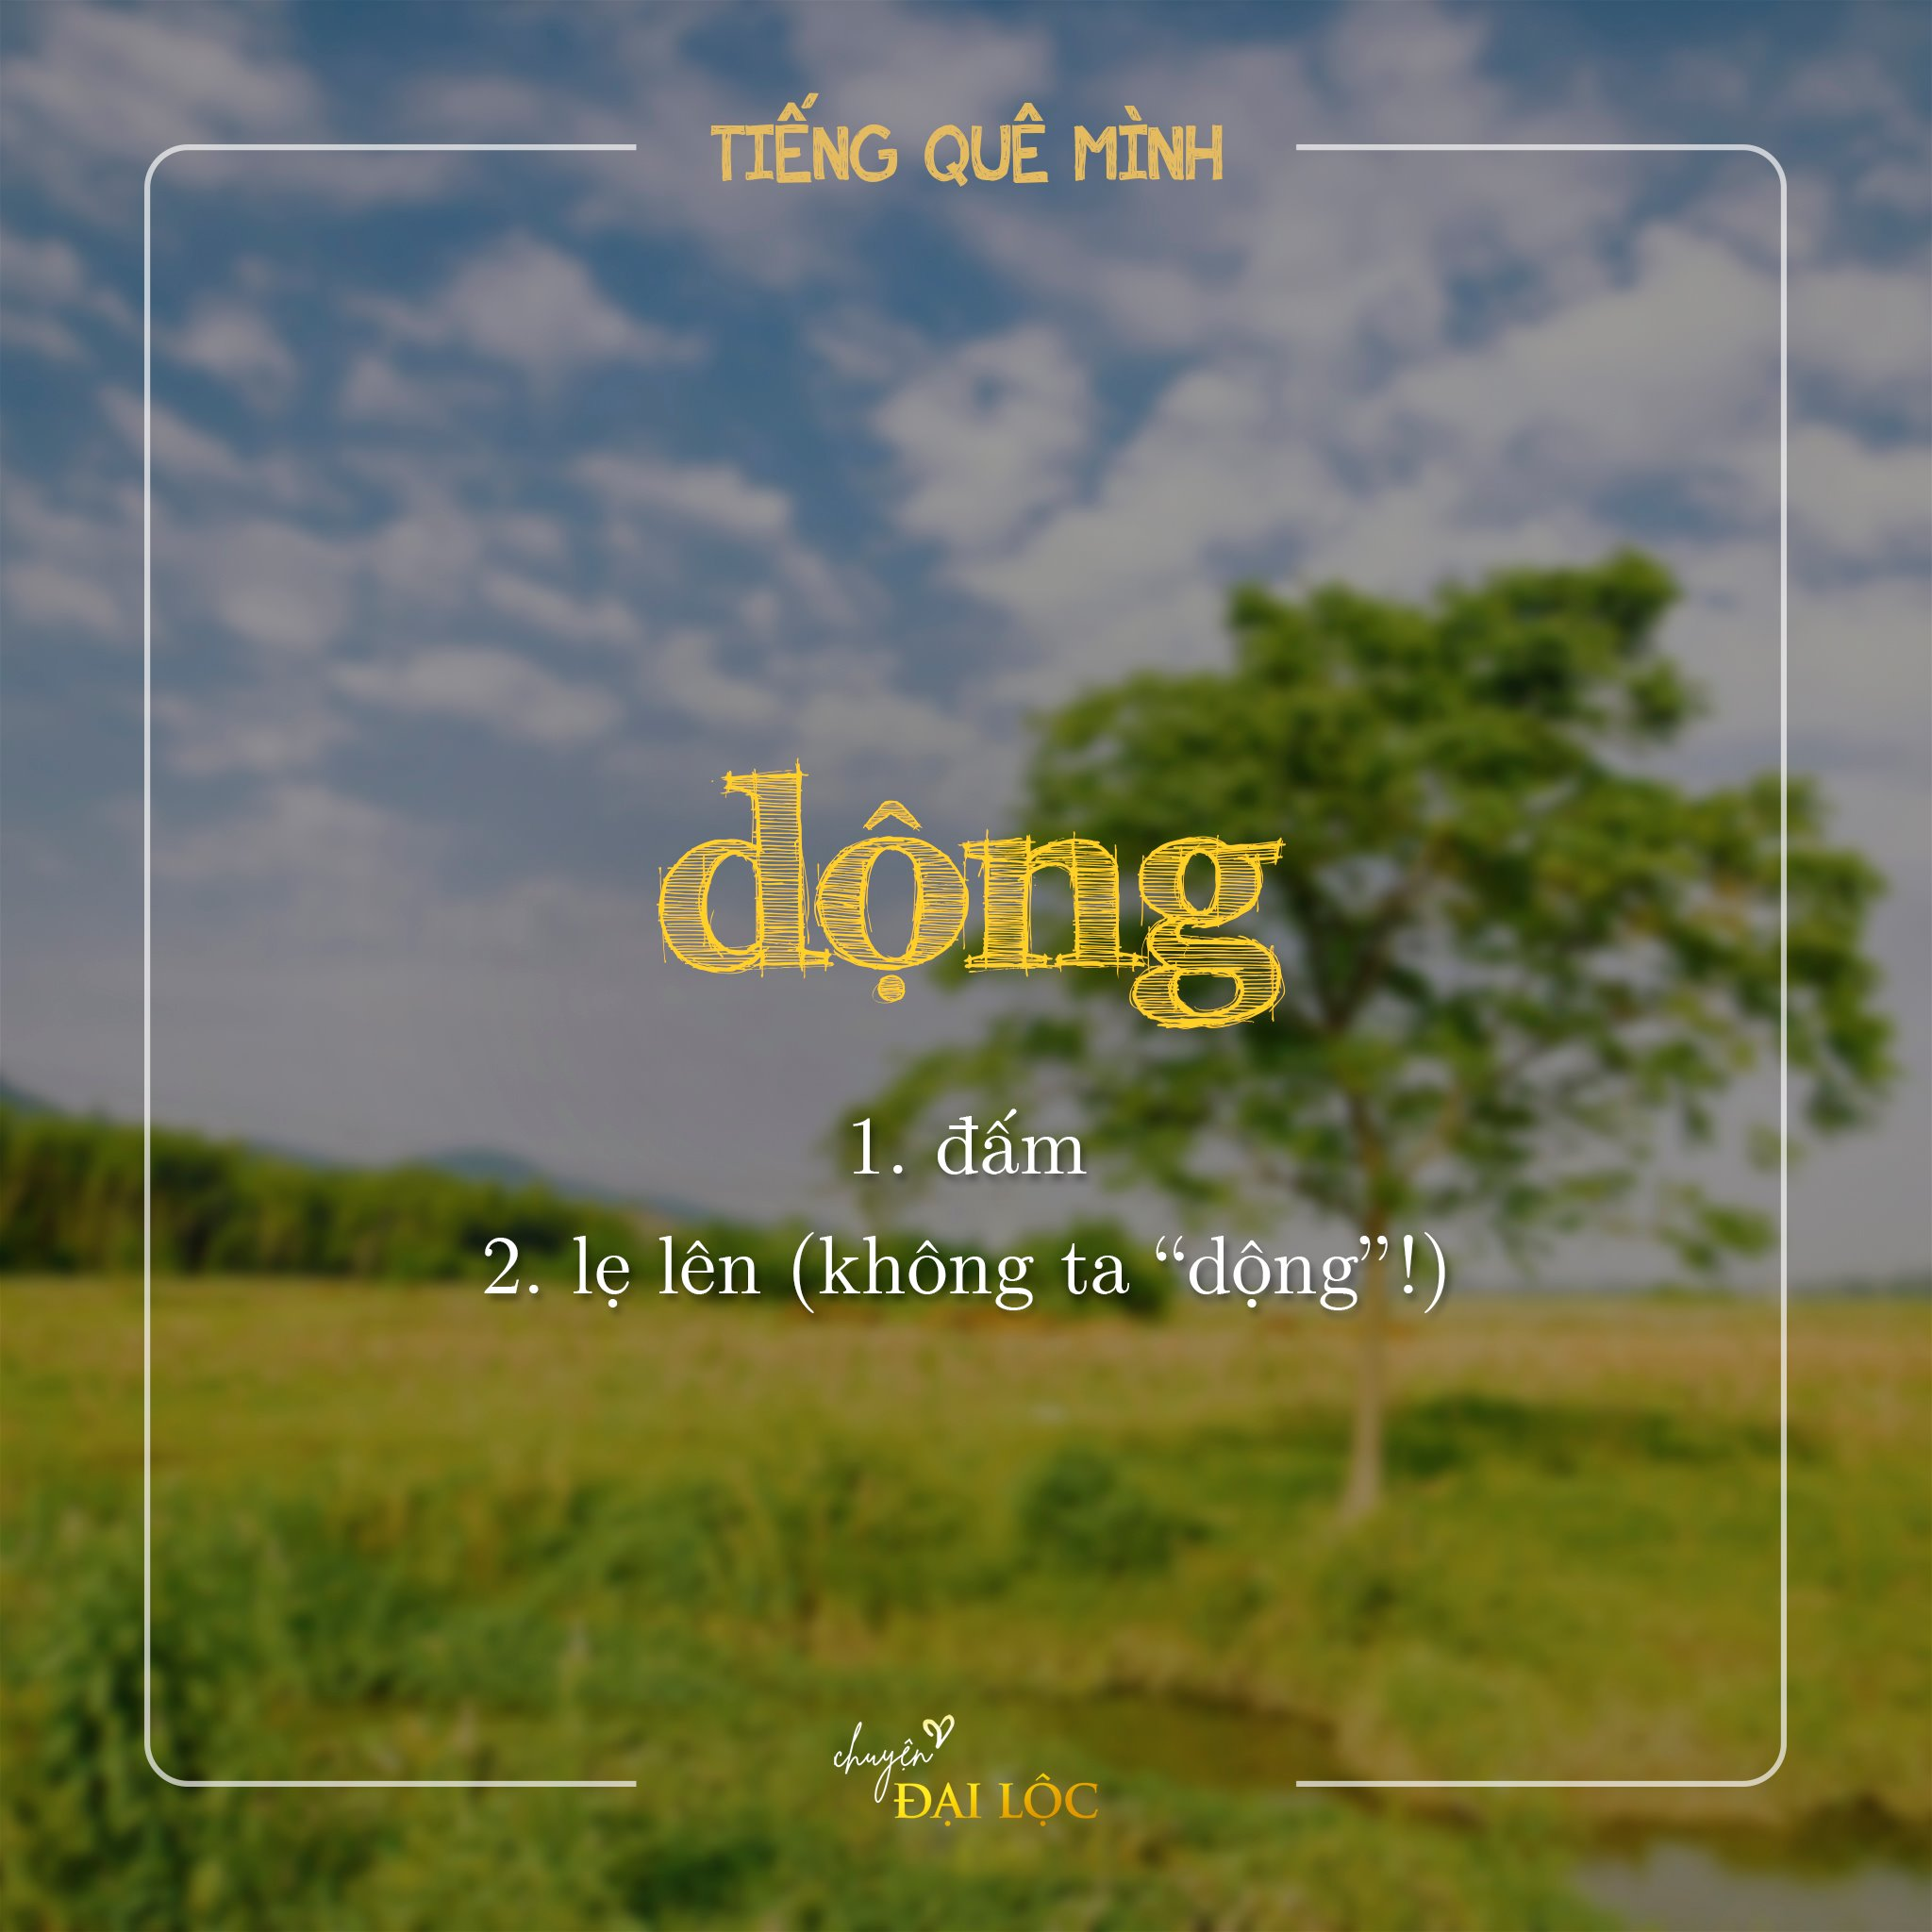 TIẾNG QUÊ MÌNH
dộng
1. đấm
2. lẹ lên (không ta “dộng”!)
chuyện
ĐẠI LỘC